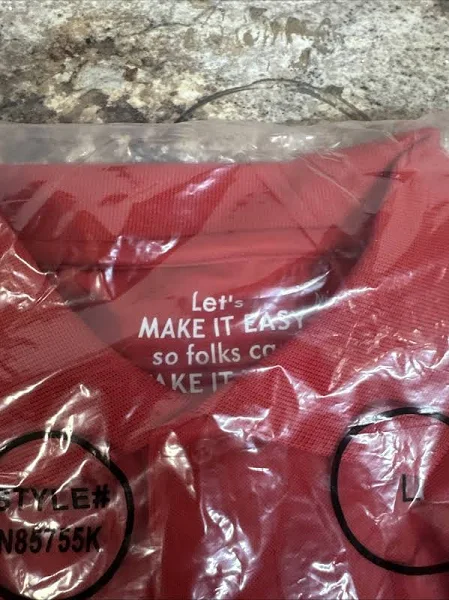 Let's
MAKE IT EASY
so folks ca
AKE IT
STYLE#
N85755K
L